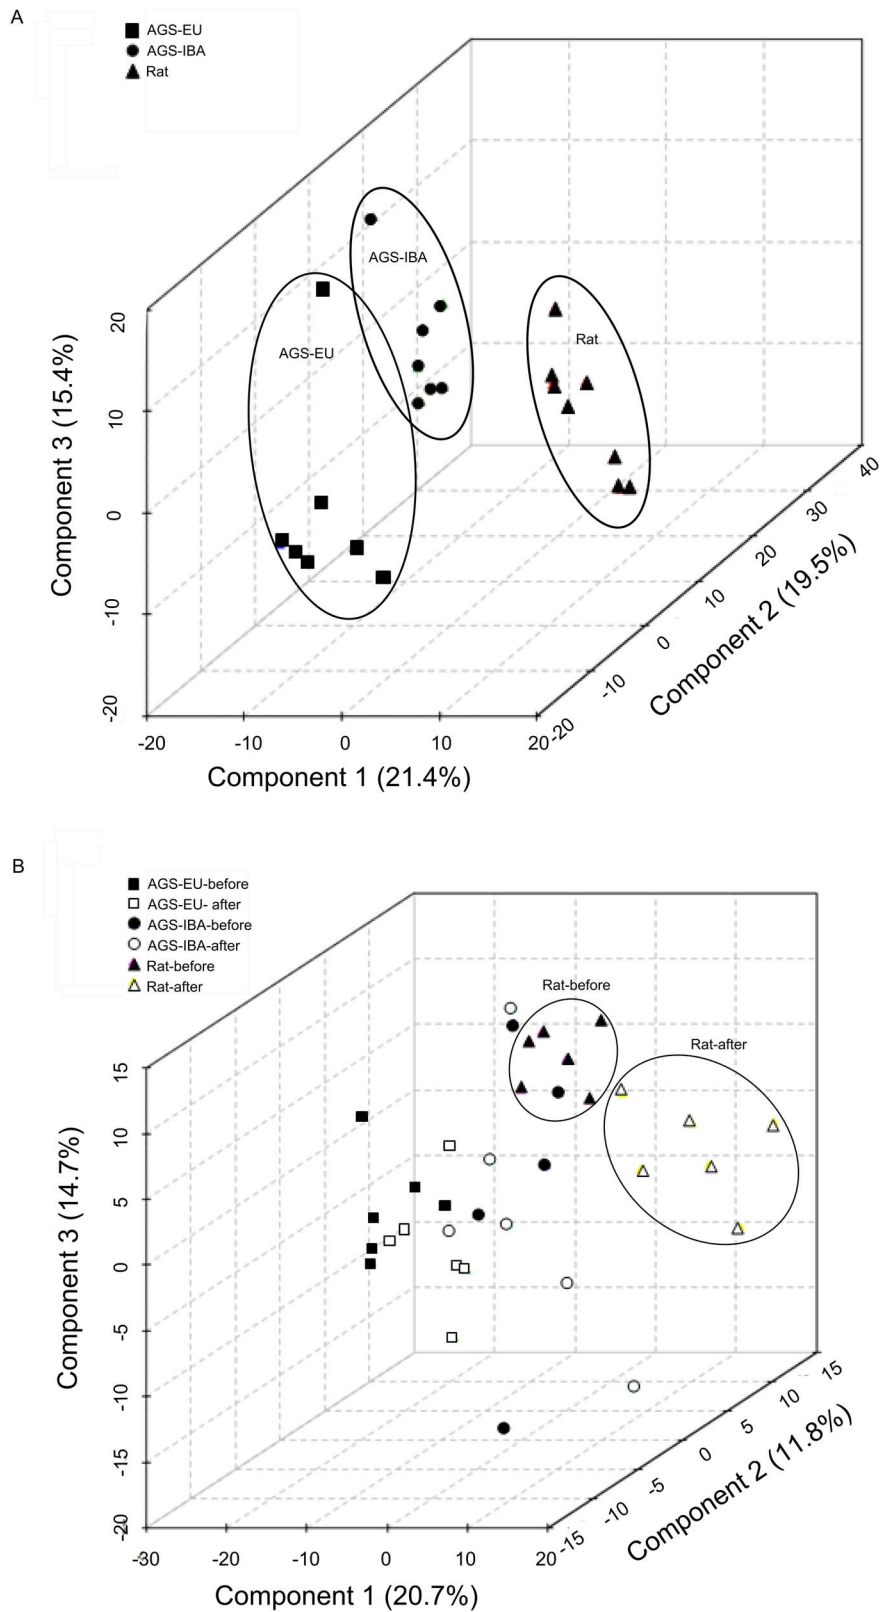 A
AGS-EU
AGS-IBA
Rat
AGS-IBA
AGS-EU
Rat
Component 3 (15.4%)
20
10
0
-10
-20
-20 -10 0 10 20
Component 1 (21.4%)
-20 -10 0 10 20 30 40
Component 2 (19.5%)
B
AGS-EU-before
AGS-EU- after
AGS-IBA-before
AGS-IBA-after
Rat-before
Rat-after
Rat-before
Rat-after
Component 3 (14.7%)
15
10
5
0
-5
-10
-15
-20
-30 -20 -10 0 10 20
Component 1 (20.7%)
-15 -10 -5 0 5 10 15
Component 2 (11.8%)